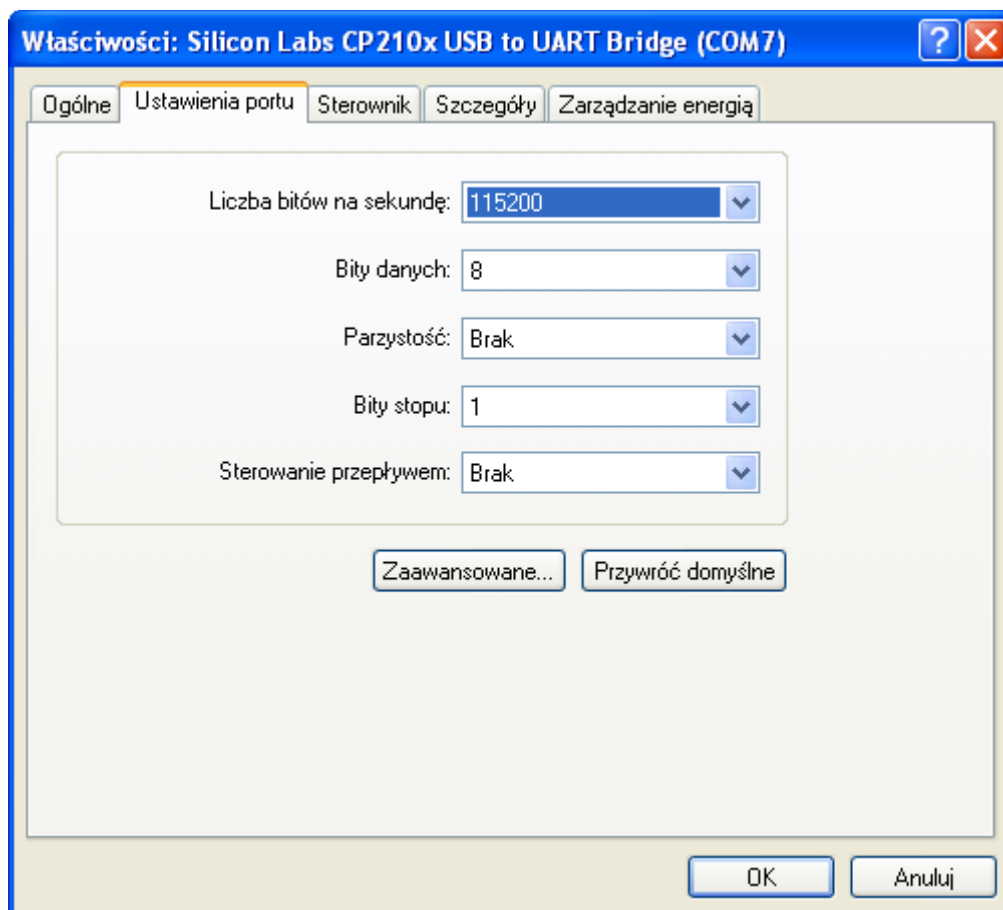 Właściwości: Silicon Labs CP210x USB to UART Bridge (COM7)
Ogólne Ustawienia portu Sterownik Szczegóły Zarządzanie energią
Liczba bitów na sekundę: 115200
Bity danych: 8
Parzystość: Brak
Bity stopu: 1
Sterowanie przepływem: Brak
Zaawansowane... Przywróć domyślne
OK Anuluj